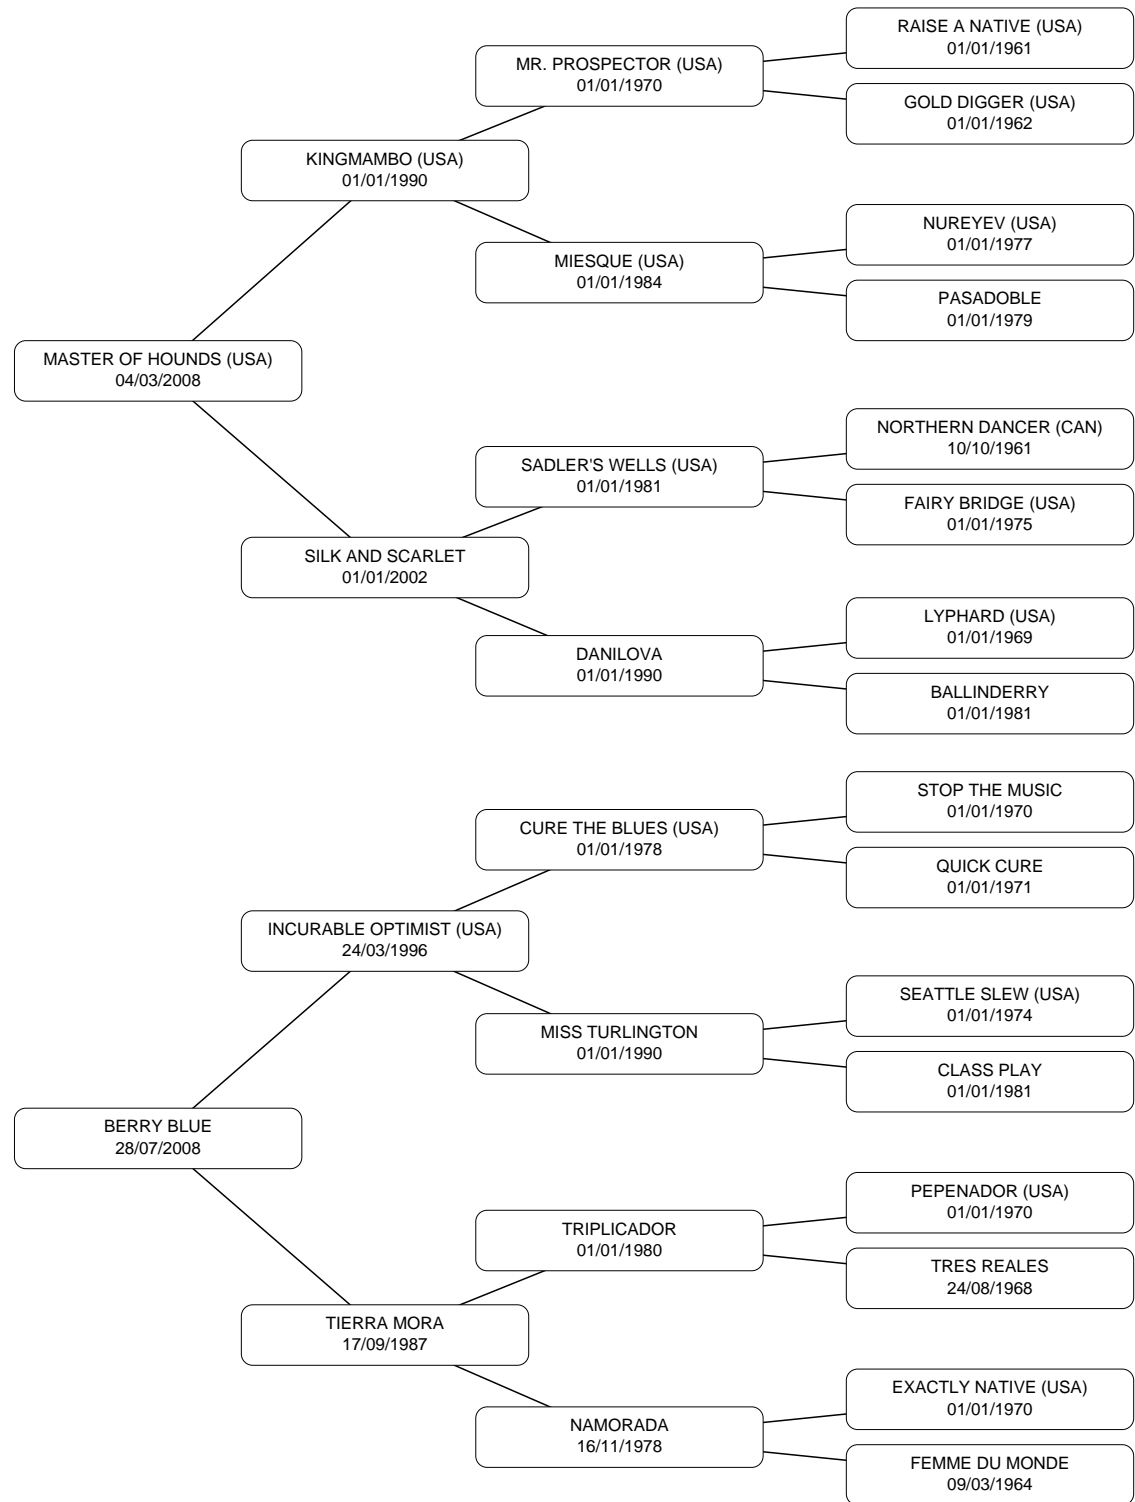 RAISE A NATIVE (USA)
01/01/1961
MR. PROSPECTOR (USA)
01/01/1970
GOLD DIGGER (USA)
01/01/1962
KINGMAMBO (USA)
01/01/1990
NUREYEV (USA)
01/01/1977
MIESQUE (USA)
01/01/1984
PASADOBLE
01/01/1979
MASTER OF HOUNDS (USA)
04/03/2008
NORTHERN DANCER (CAN)
10/10/1961
SADLER'S WELLS (USA)
01/01/1981
FAIRY BRIDGE (USA)
01/01/1975
SILK AND SCARLET
01/01/2002
LYPHARD (USA)
01/01/1969
DANILOVA
01/01/1990
BALLINDERRY
01/01/1981
STOP THE MUSIC
01/01/1970
CURE THE BLUES (USA)
01/01/1978
QUICK CURE
01/01/1971
INCURABLE OPTIMIST (USA)
24/03/1996
SEATTLE SLEW (USA)
01/01/1974
MISS TURLINGTON
01/01/1990
CLASS PLAY
01/01/1981
BERRY BLUE
28/07/2008
PEPENADOR (USA)
01/01/1970
TRIPLICADOR
01/01/1980
TRES REALES
24/08/1968
TIERRA MORA
17/09/1987
EXACTLY NATIVE (USA)
01/01/1970
NAMORADA
16/11/1978
FEMME DU MONDE
09/03/1964